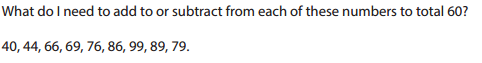 What do I need to add to or subtract from each of these numbers to total 60?
40, 44, 66, 69, 76, 86, 99, 89, 79.